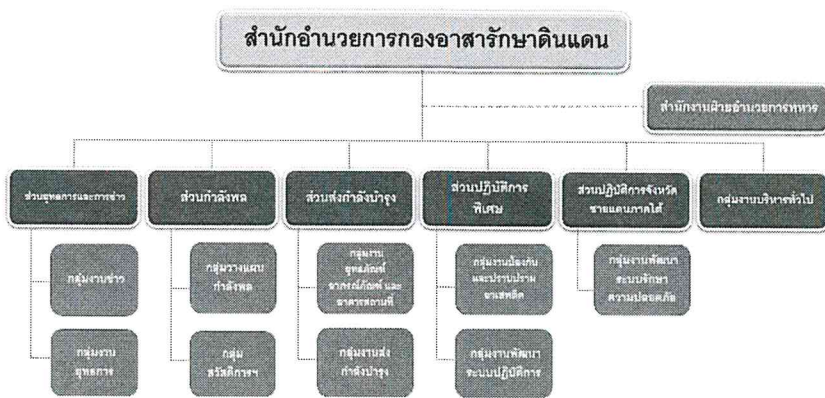 สำนักอำนวยการกองอาสารักษาดินแดน
สำนักงานฝ่ายอำนวยการทหาร
ส่วนยุทธการและการข่าว
ส่วนกำลังพล
ส่วนส่งกำลังบำรุง
ส่วนปฏิบัติการ
พิเศษ
ส่วนปฏิบัติการจังหวัด
ชายแดนภาคใต้
กลุ่มงานบริหารทั่วไป
กลุ่มงานข่าว
กลุ่มวางแผน
กำลังพล
กลุ่มงาน
ยุทธภัณฑ์
อาภรณ์ภัณฑ์ และ
อาคารสถานที่
กลุ่มงานป้องกัน
และปราบปราม
ยาเสพติด
กลุ่มงานพัฒนา
ระบบรักษา
ความปลอดภัย
กลุ่มงาน
ยุทธการ
กลุ่ม
สวัสดิการฯ
กลุ่มงานส่ง
กำลังบำรุง
กลุ่มงานพัฒนา
ระบบปฏิบัติการ